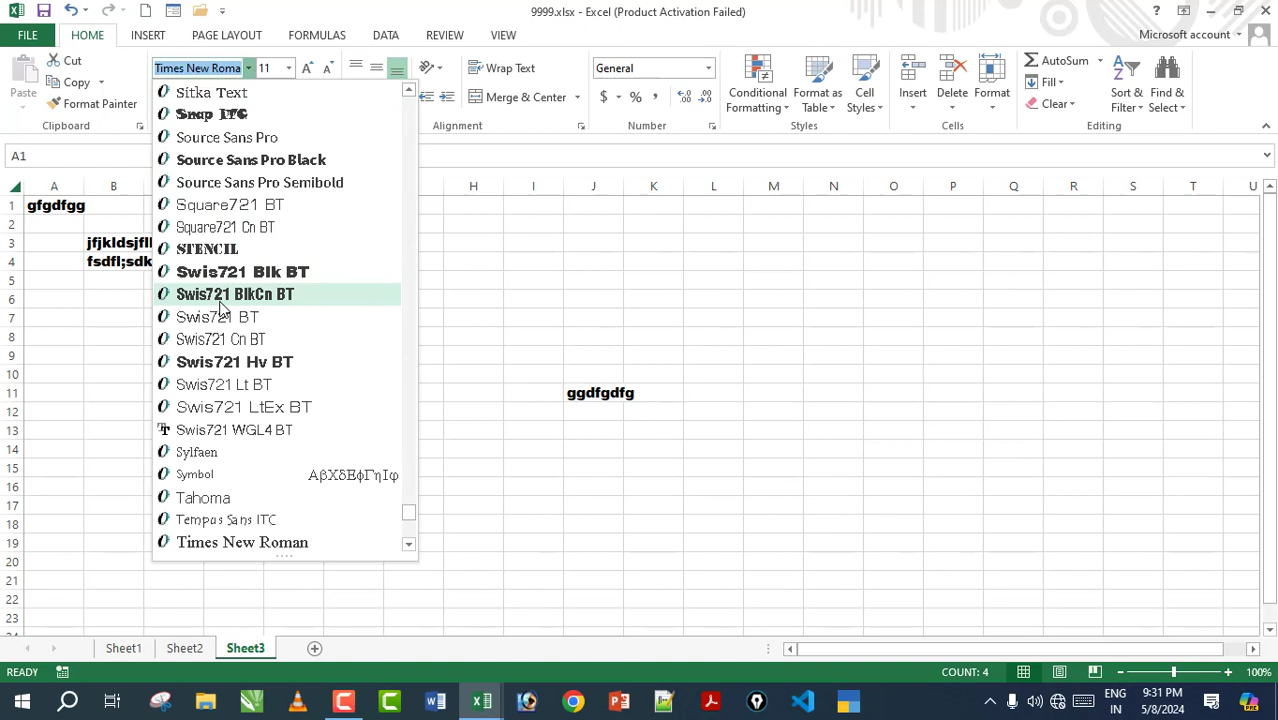 9999.xlsx - Excel (Product Activation Failed)
FILE HOME INSERT PAGE LAYOUT FORMULAS DATA REVIEW VIEW Microsoft account
Cut
Copy
Format Painter
Paste
Clipboard
Times New Roma 11
Wrap Text
Merge & Center
Alignment
General
$ % ,
Number
Conditional Formatting
Format as Table
Cell Styles
Styles
Insert
Delete
Format
Cells
AutoSum
Fill
Clear
Sort & Filter
Find & Select
Editing
A1
A B H I J K L M N O P Q R S T U
1 gfgdfgg
2
3 jfjkldsjfl
4 fsdfl;sdk
5
6
7
8
9
10
11 ggdfgdfg
12
13
14
15
16
17
18
19
20
21
22
23
Sitka Text
Snap ITC
Source Sans Pro
Source Sans Pro Black
Source Sans Pro Semibold
Square721 BT
Square721 Cn BT
STENCIL
Swis721 Blk BT
Swis721 BlkCn BT
Swis721 BT
Swis721 Cn BT
Swis721 Hv BT
Swis721 Lt BT
Swis721 LtEx BT
Swis721 WGL4 BT
Sylfaen
Symbol ΑβΧδΕφΓηΙφ
Tahoma
Tempus Sans ITC
Times New Roman
Sheet1 Sheet2 Sheet3
READY COUNT: 4 100%
ENG
IN
9:31 PM
5/8/2024